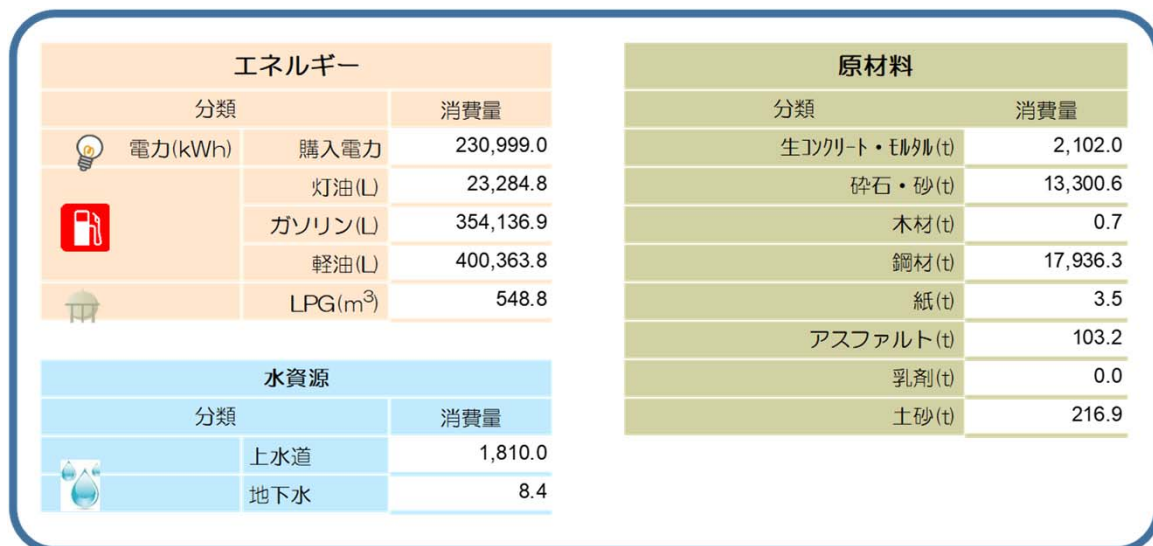 エネルギー
分類 消費量
電力(kWh) 購入電力 230,999.0
灯油(L) 23,284.8
ガソリン(L) 354,136.9
軽油(L) 400,363.8
LPG(m³) 548.8
水資源
分類 消費量
上水道 1,810.0
地下水 8.4
原材料
分類 消費量
生ｺﾝｸﾘｰﾄ・ﾓﾙﾀﾙ(t) 2,102.0
砕石・砂(t) 13,300.6
木材(t) 0.7
鋼材(t) 17,936.3
紙(t) 3.5
アスファルト(t) 103.2
乳剤(t) 0.0
土砂(t) 216.9